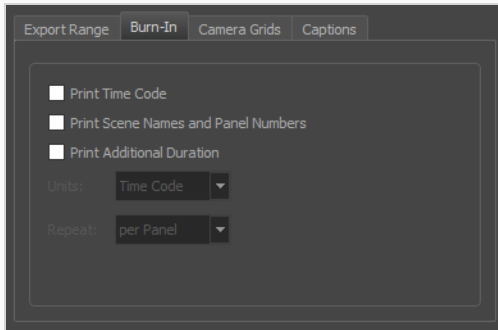 Export Range Burn-In Camera Grids Captions
Print Time Code
Print Scene Names and Panel Numbers
Print Additional Duration
Units: Time Code
Repeat: per Panel